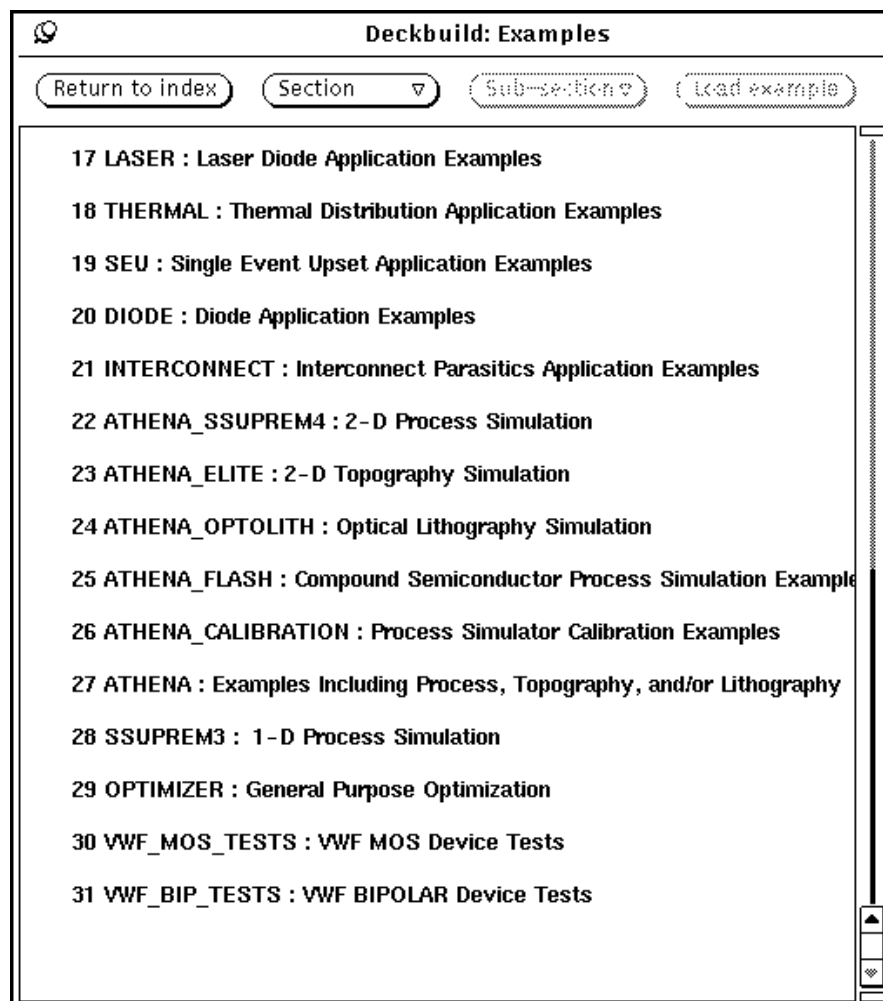 Deckbuild: Examples
Return to index Section Sub-section Load example
17 LASER : Laser Diode Application Examples
18 THERMAL : Thermal Distribution Application Examples
19 SEU : Single Event Upset Application Examples
20 DIODE : Diode Application Examples
21 INTERCONNECT : Interconnect Parasitics Application Examples
22 ATHENA_SSUPREM4 : 2-D Process Simulation
23 ATHENA_ELITE : 2-D Topography Simulation
24 ATHENA_OPTOLITH : Optical Lithography Simulation
25 ATHENA_FLASH : Compound Semiconductor Process Simulation Example
26 ATHENA_CALIBRATION : Process Simulator Calibration Examples
27 ATHENA : Examples Including Process, Topography, and/or Lithography
28 SSUPREM3 : 1-D Process Simulation
29 OPTIMIZER : General Purpose Optimization
30 VWF_MOS_TESTS : VWF MOS Device Tests
31 VWF_BIP_TESTS : VWF BIPOLAR Device Tests